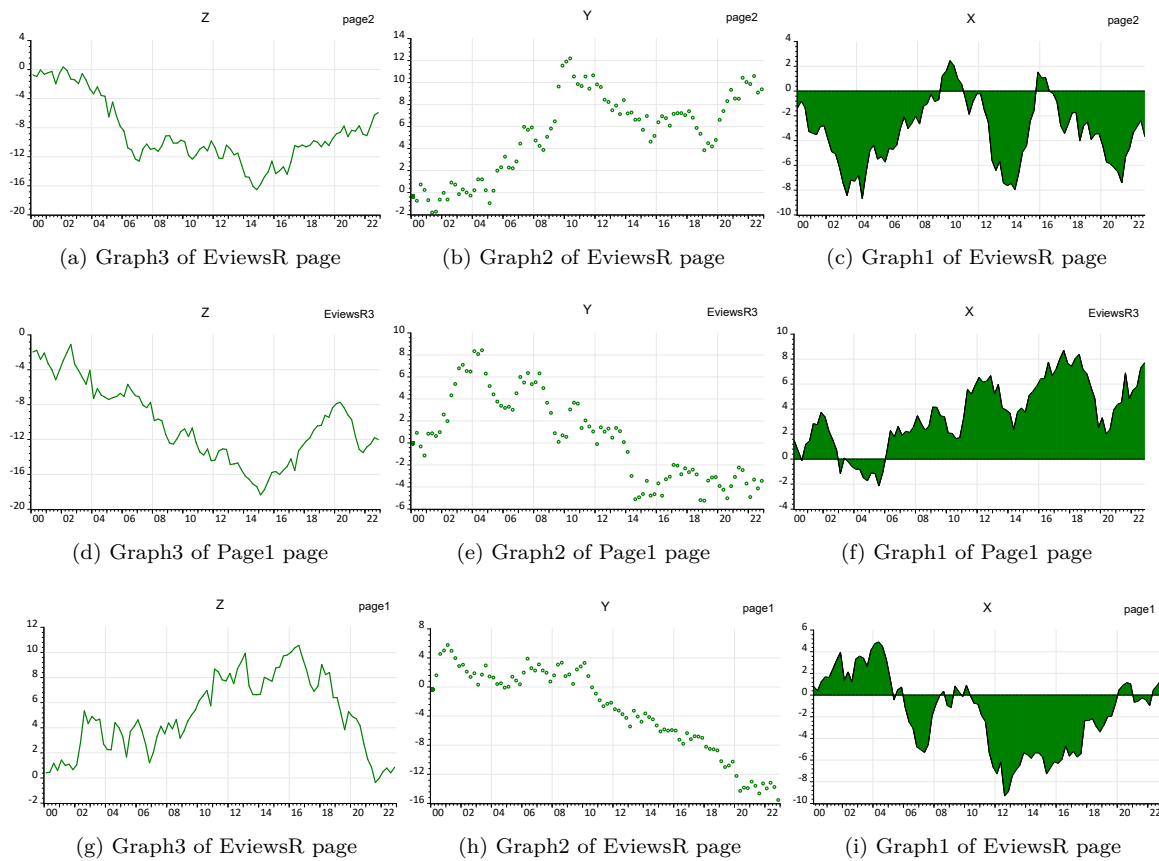 Z page2
4
0
-4
-8
-12
-16
-20
00 02 04 06 08 10 12 14 16 18 20 22
(a) Graph3 of EviewsR page
Y page2
14
12
10
8
6
4
2
0
-2
00 02 04 06 08 10 12 14 16 18 20 22
(b) Graph2 of EviewsR page
X page2
4
2
0
-2
-4
-6
-8
-10
00 02 04 06 08 10 12 14 16 18 20 22
(c) Graph1 of EviewsR page
Z EviewsR3
0
-4
-8
-12
-16
-20
00 02 04 06 08 10 12 14 16 18 20 22
(d) Graph3 of Page1 page
Y EviewsR3
10
8
6
4
2
0
-2
-4
-6
00 02 04 06 08 10 12 14 16 18 20 22
(e) Graph2 of Page1 page
X EviewsR3
10
8
6
4
2
0
-2
-4
00 02 04 06 08 10 12 14 16 18 20 22
(f) Graph1 of Page1 page
Z page1
12
10
8
6
4
2
0
-2
00 02 04 06 08 10 12 14 16 18 20 22
(g) Graph3 of EviewsR page
Y page1
8
4
0
-4
-8
-12
-16
00 02 04 06 08 10 12 14 16 18 20 22
(h) Graph2 of EviewsR page
X page1
6
4
2
0
-2
-4
-6
-8
-10
00 02 04 06 08 10 12 14 16 18 20 22
(i) Graph1 of EviewsR page